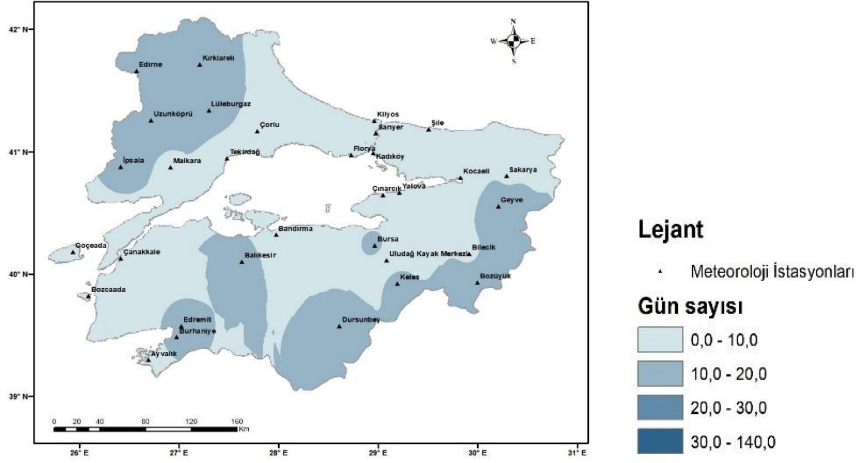 42° N
41° N
40° N
39° N
N
W E
S
Kırklareli
Edirne
Lüleburgaz
Uzunköprü
Çorlu
Kilyos
Sarıyer
Şile
Tekirdağ
Florya
Kadıköy
İpsala
Malkara
Kocaeli
Sakarya
Çınarcık
Yalova
Geyve
Bandırma
Bursa
Goçeada
Çanakkale
Balıkesir
Uludağ Kayak Merkezi
Bilecik
Keles
Bozüyük
Bozcaada
Edremit
Burhaniye
Dursunbey
Ayvalık
0 20 40 80 120 160
Km
26° E 27° E 28° E 29° E 30° E 31° E
Lejant
Meteoroloji İstasyonları
Gün sayısı
0,0 - 10,0
10,0 - 20,0
20,0 - 30,0
30,0 - 140,0